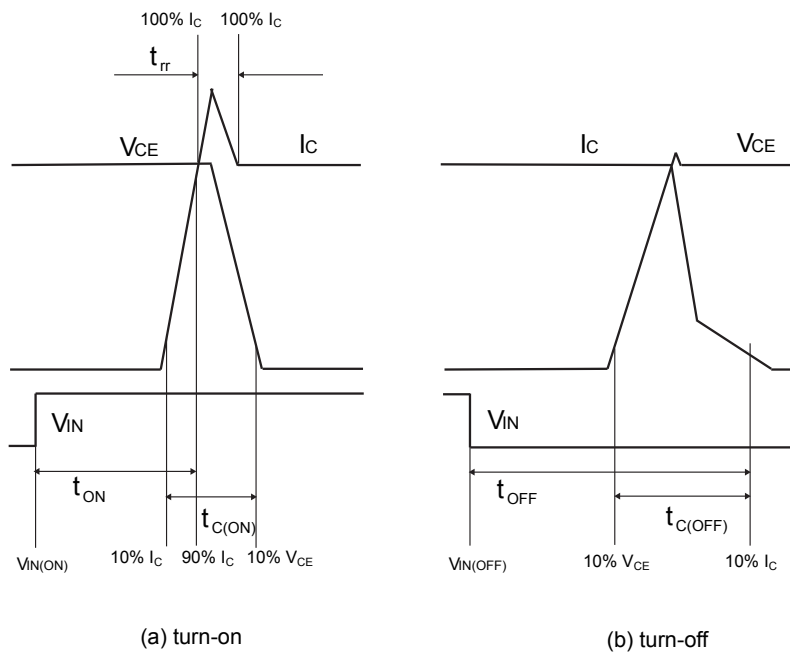 100% IC 100% IC
trr
VCE IC IC VCE
VIN VIN
tON tOFF
tC(ON) tC(OFF)
VIN(ON) 10% IC 90% IC 10% VCE VIN(OFF) 10% VCE 10% IC
(a) turn-on (b) turn-off